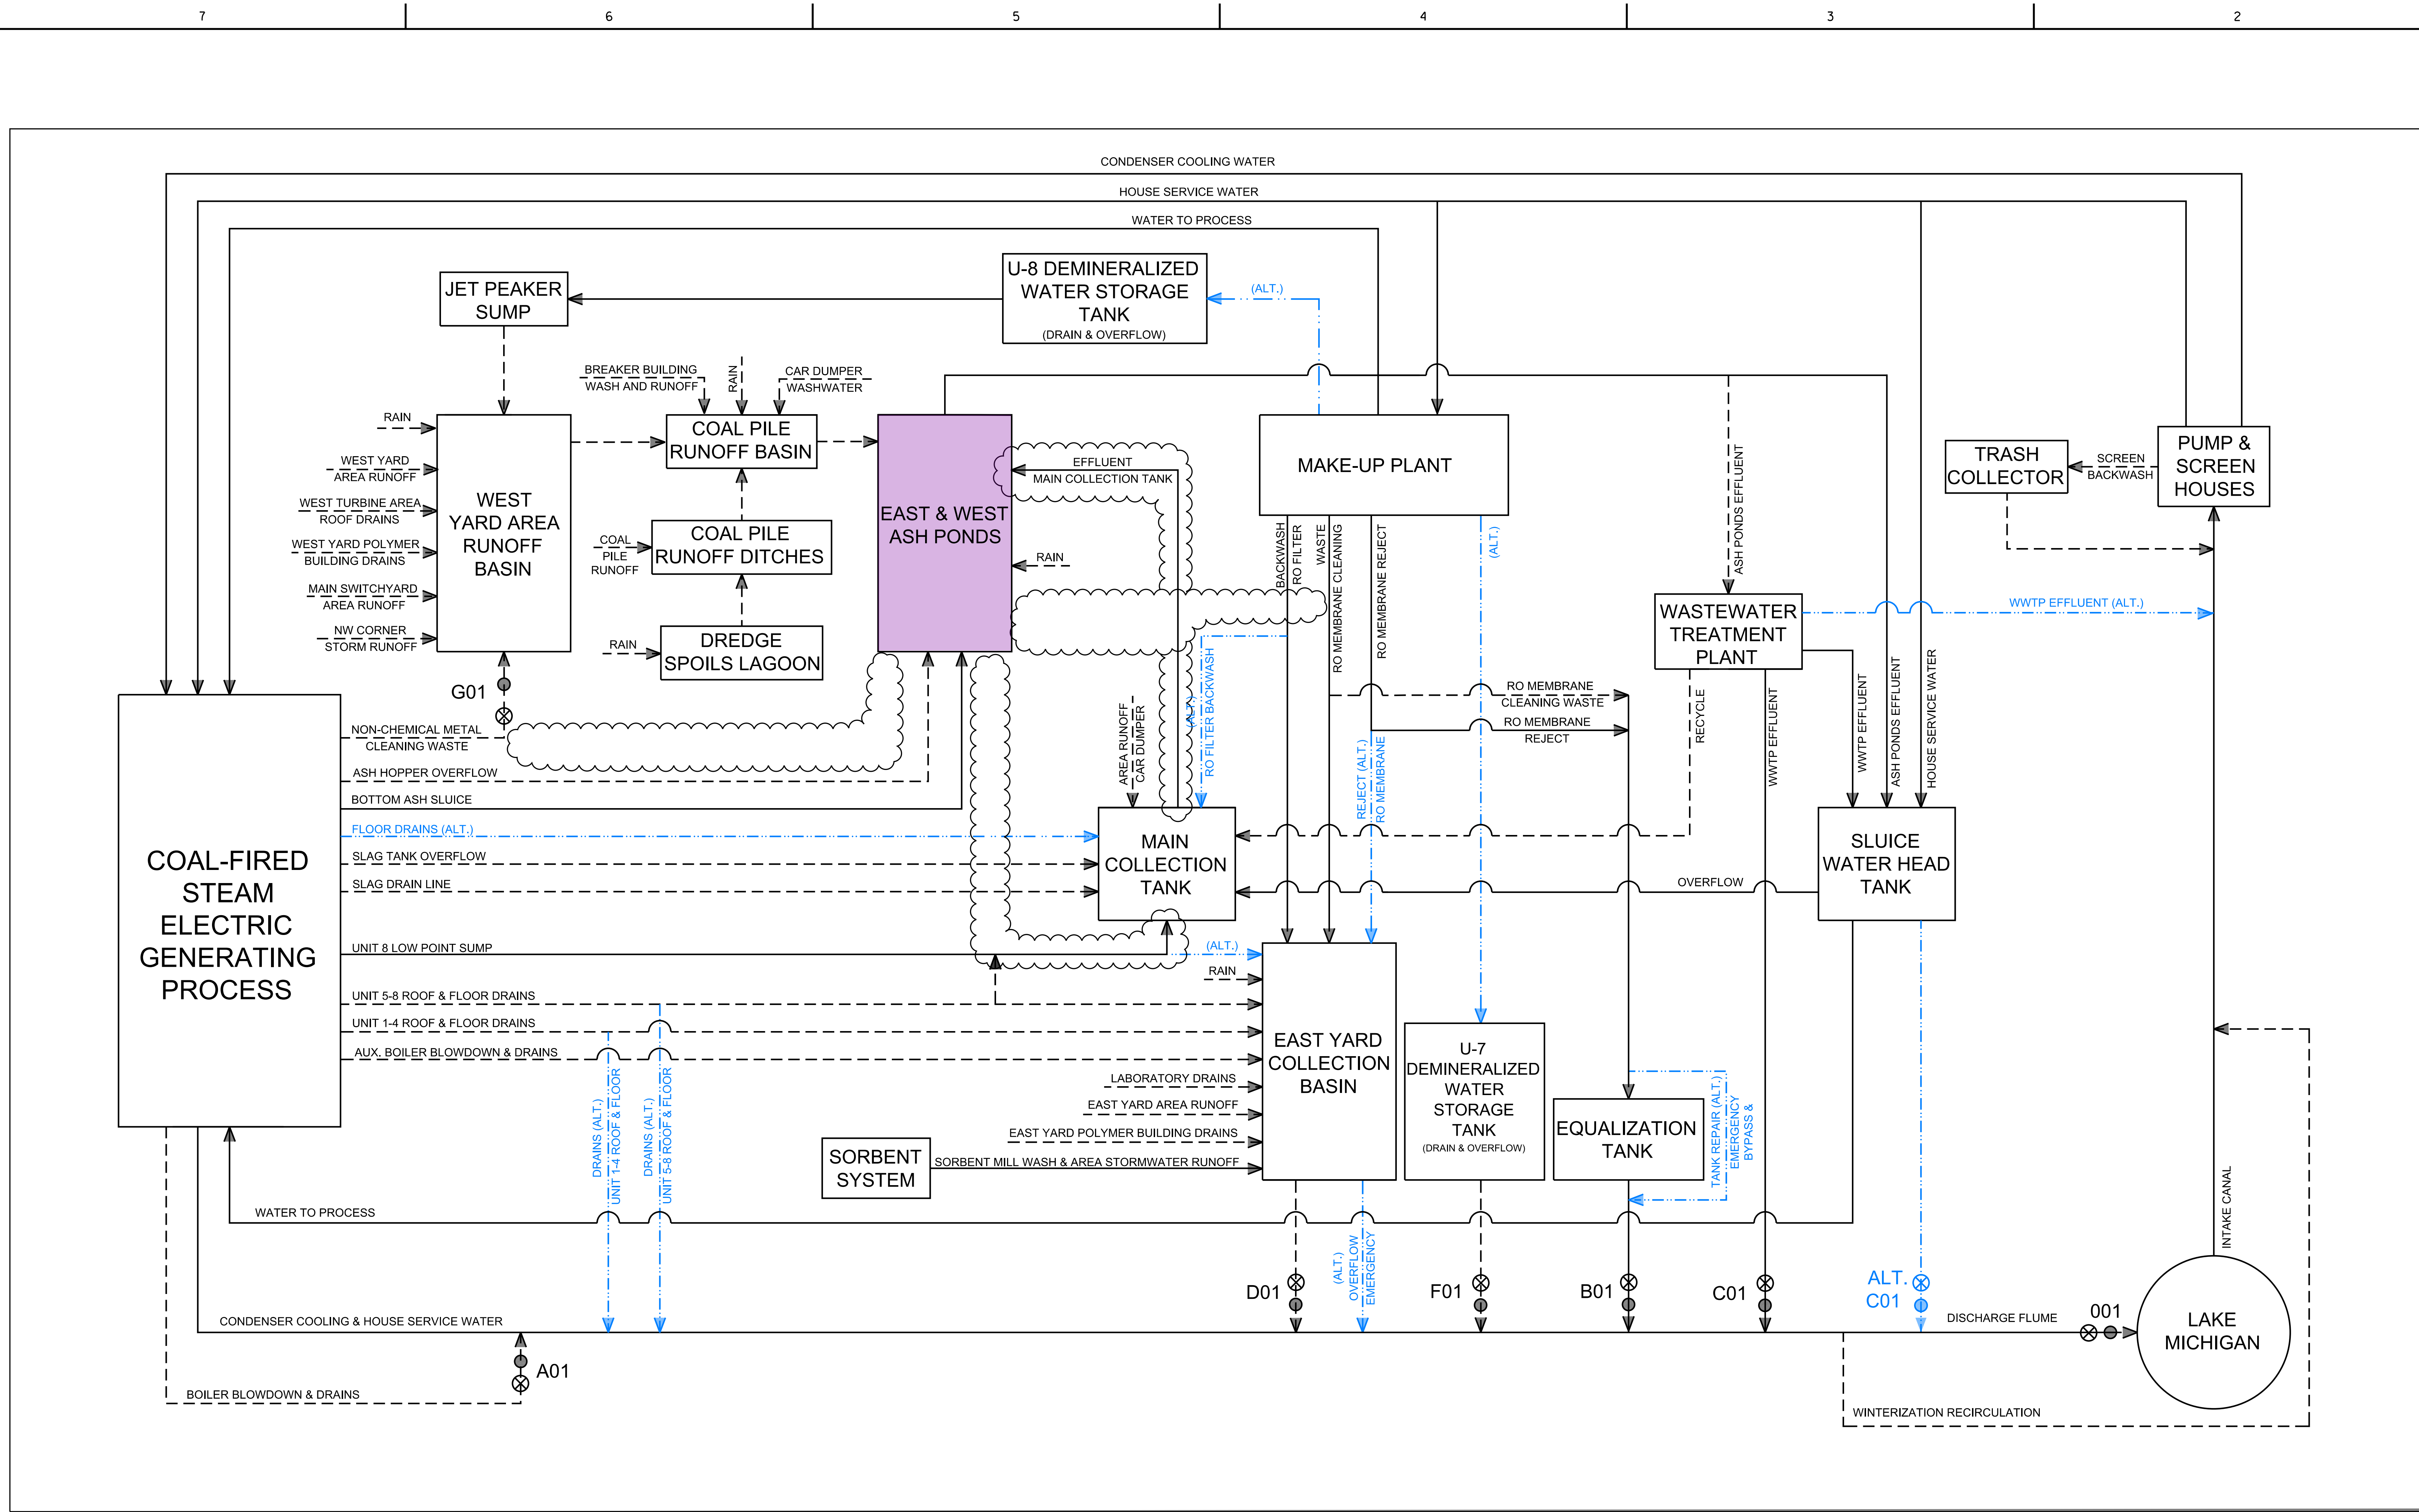 7
6
5
4
3
2
CONDENSER COOLING WATER
HOUSE SERVICE WATER
WATER TO PROCESS
JET PEAKER
SUMP
U-8 DEMINERALIZED
WATER STORAGE
TANK
(DRAIN & OVERFLOW)
(ALT.)
BREAKER BUILDING
WASH AND RUNOFF
RAIN
CAR DUMPER
WASHWATER
RAIN
WEST YARD
AREA RUNOFF
WEST TURBINE AREA
ROOF DRAINS
WEST YARD POLYMER
BUILDING DRAINS
MAIN SWITCHYARD
AREA RUNOFF
NW CORNER
STORM RUNOFF
WEST
YARD AREA
RUNOFF
BASIN
COAL PILE
RUNOFF BASIN
COAL
PILE
RUNOFF
COAL PILE
RUNOFF DITCHES
RAIN
DREDGE
SPOILS LAGOON
EAST & WEST
ASH PONDS
EFFLUENT
MAIN COLLECTION TANK
RAIN
MAKE-UP PLANT
BACKWASH
RO FILTER
WASTE
RO MEMBRANE CLEANING
RO MEMBRANE REJECT
(ALT.)
ASH PONDS EFFLUENT
TRASH
COLLECTOR
SCREEN
BACKWASH
PUMP &
SCREEN
HOUSES
WASTEWATER
TREATMENT
PLANT
WWTP EFFLUENT (ALT.)
G01
NON-CHEMICAL METAL
CLEANING WASTE
ASH HOPPER OVERFLOW
BOTTOM ASH SLUICE
FLOOR DRAINS (ALT.)
SLAG TANK OVERFLOW
SLAG DRAIN LINE
UNIT 8 LOW POINT SUMP
UNIT 5-8 ROOF & FLOOR DRAINS
UNIT 1-4 ROOF & FLOOR DRAINS
AUX. BOILER BLOWDOWN & DRAINS
COAL-FIRED
STEAM
ELECTRIC
GENERATING
PROCESS
AREA RUNOFF
CAR DUMPER
(ALT.)
RO FILTER BACKWASH
RO MEMBRANE
CLEANING WASTE
RO MEMBRANE
REJECT
REJECT (ALT.)
RO MEMBRANE
RECYCLE
WWTP EFFLUENT
WWTP EFFLUENT
ASH PONDS EFFLUENT
HOUSE SERVICE WATER
MAIN
COLLECTION
TANK
SLUICE
WATER HEAD
TANK
OVERFLOW
(ALT.)
RAIN
EAST YARD
COLLECTION
BASIN
LABORATORY DRAINS
EAST YARD AREA RUNOFF
EAST YARD POLYMER BUILDING DRAINS
SORBENT MILL WASH & AREA STORMWATER RUNOFF
SORBENT
SYSTEM
U-7
DEMINERALIZED
WATER
STORAGE
TANK
(DRAIN & OVERFLOW)
EQUALIZATION
TANK
TANK REPAIR (ALT.)
EMERGENCY
BYPASS &
DRAINS (ALT.)
UNIT 1-4 ROOF & FLOOR
DRAINS (ALT.)
UNIT 5-8 ROOF & FLOOR
WATER TO PROCESS
INTAKE CANAL
(ALT.)
OVERFLOW
EMERGENCY
D01
F01
B01
C01
ALT.
C01
CONDENSER COOLING & HOUSE SERVICE WATER
DISCHARGE FLUME
001
LAKE
MICHIGAN
A01
BOILER BLOWDOWN & DRAINS
WINTERIZATION RECIRCULATION